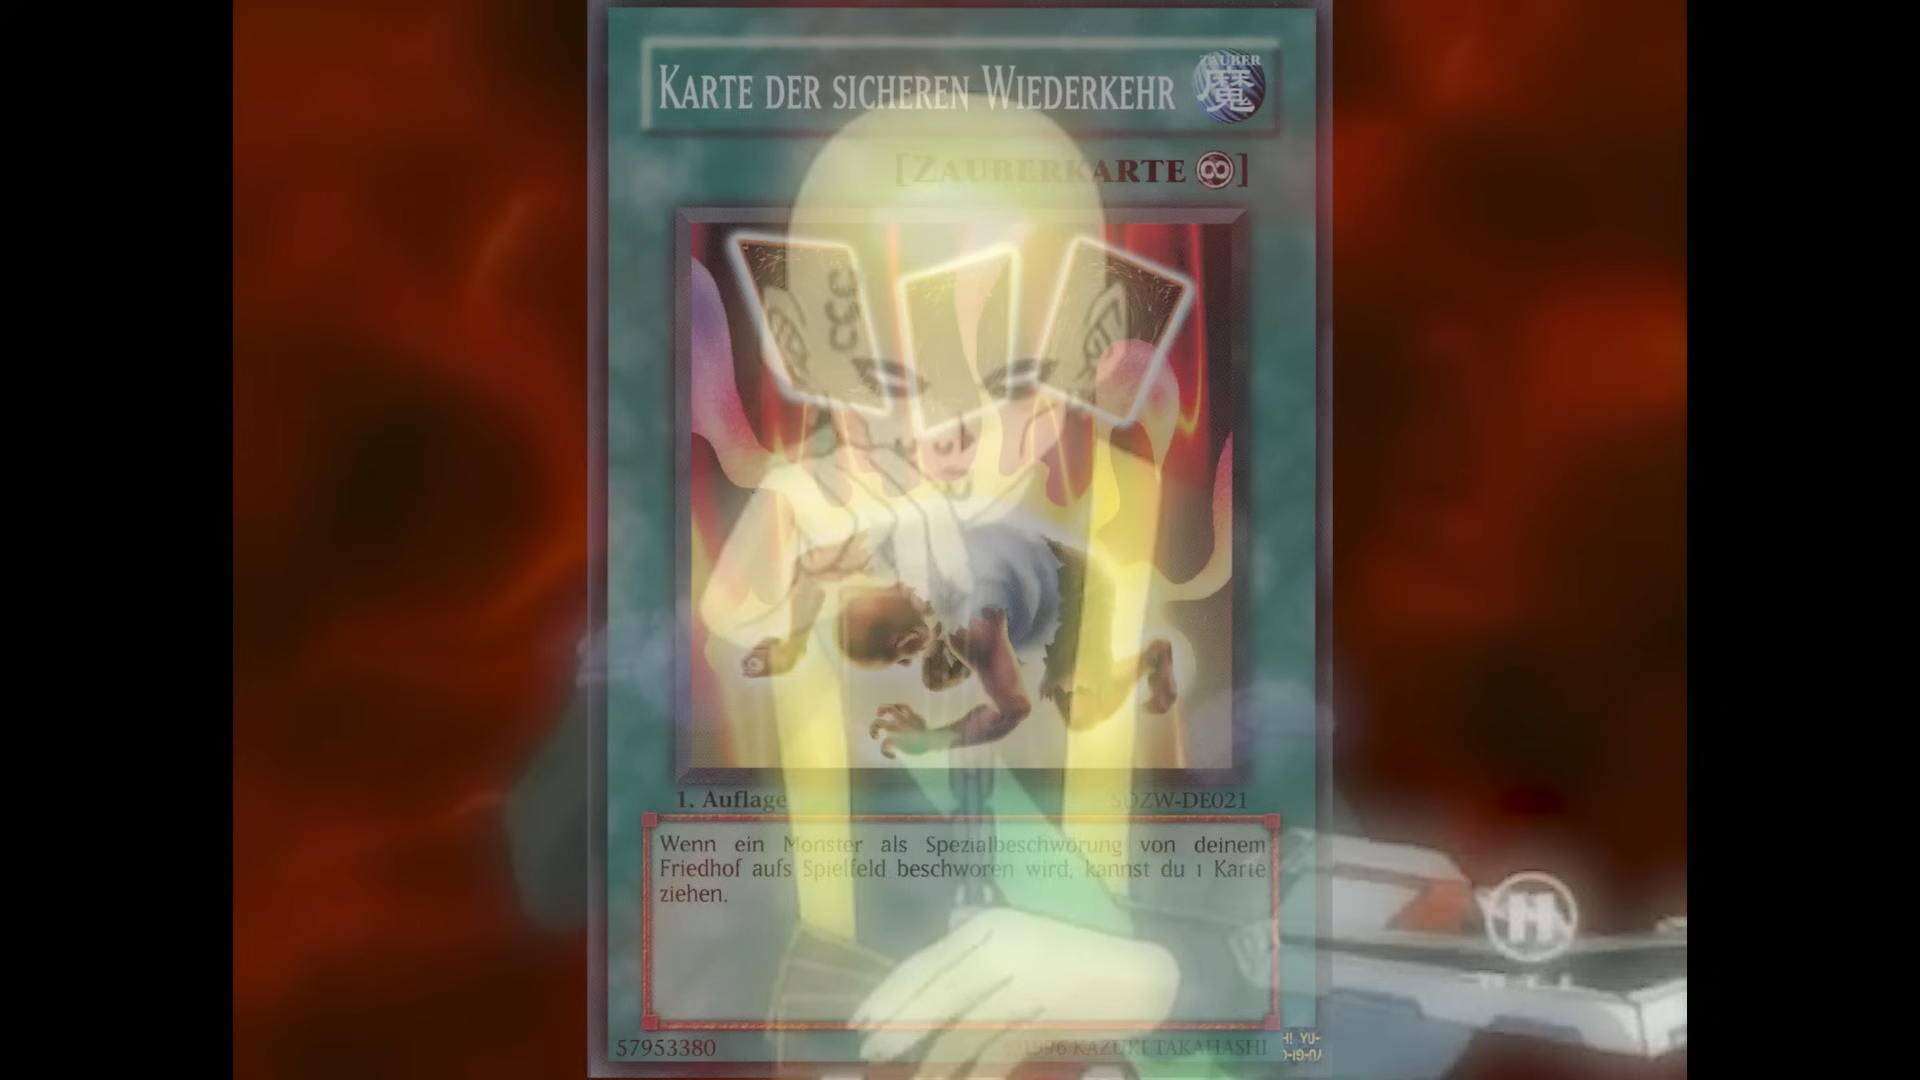 KARTE DER SICHEREN WIEDERKEHR
ZAUBER
魔
[ZAUBERKARTE]
1. Auflage
SOZW-DE021
Wenn ein Monster als Spezialbeschwörung von deinem
Friedhof aufs Spielfeld beschworen wird, kannst du 1 Karte
ziehen.
57953380
©1996 KAZUKI TAKAHASHI
H